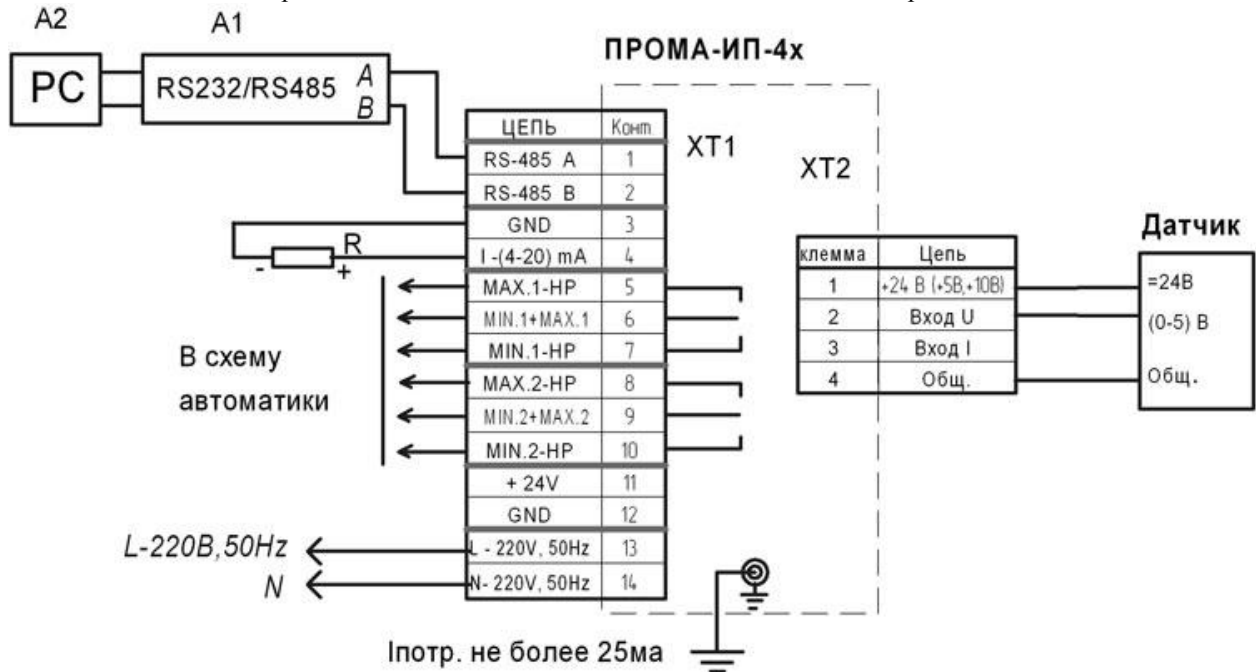 A2
A1
PC
RS232/RS485 A
B
ПРОМА-ИП-4х
ХТ1
ХТ2
ЦЕПЬ Конт.
RS-485 A 1
RS-485 B 2
GND 3
I -(4-20) mA 4
MAX.1-HP 5
MIN.1+MAX.1 6
MIN.1-HP 7
MAX.2-HP 8
MIN.2+MAX.2 9
MIN.2-HP 10
+ 24V 11
GND 12
L - 220V, 50Hz 13
N- 220V, 50Hz 14
R
- +
В схему
автоматики
L-220В,50Hz
N
клемма Цепь
1 +24 В (+5В,+10В)
2 Вход U
3 Вход I
4 Общ.
Датчик
=24В
(0-5) В
Общ.
Iпотр. не более 25ма